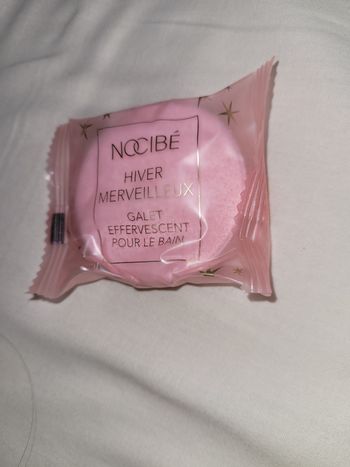 NOCIBÉ
HIVER
MERVEILLEUX
GALET
EFFERVESCENT
POUR LE BAIN